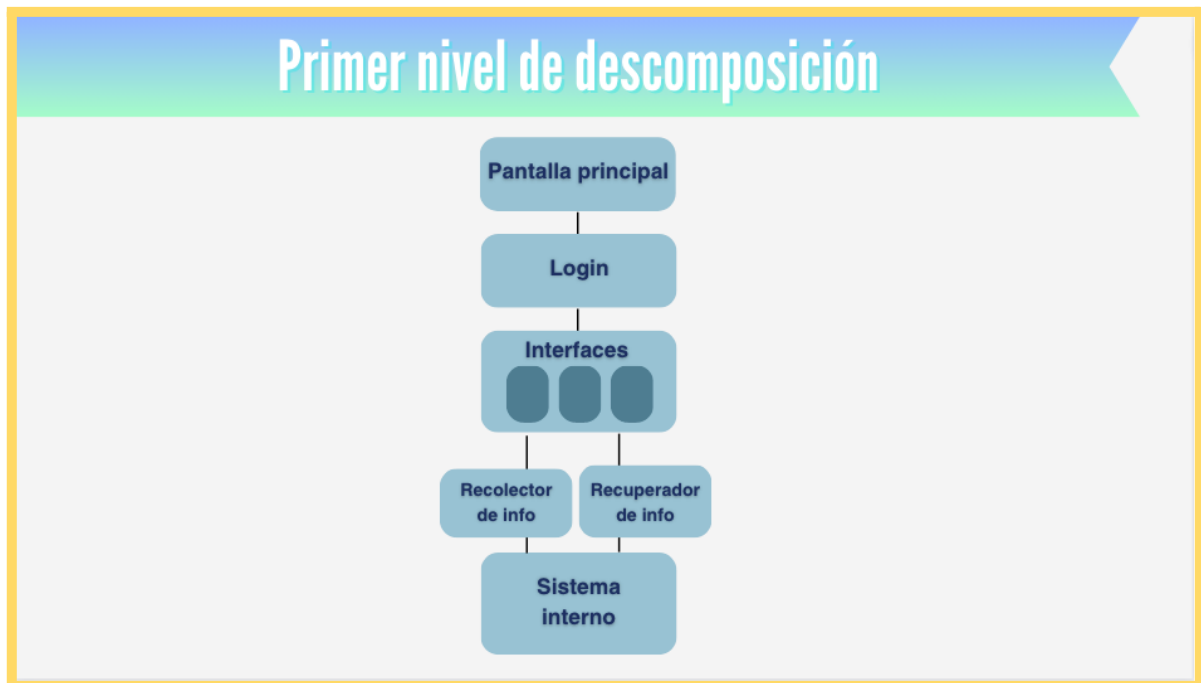 Primer nivel de descomposición
Pantalla principal
Login
Interfaces
Recolector
de info
Recuperador
de info
Sistema
interno